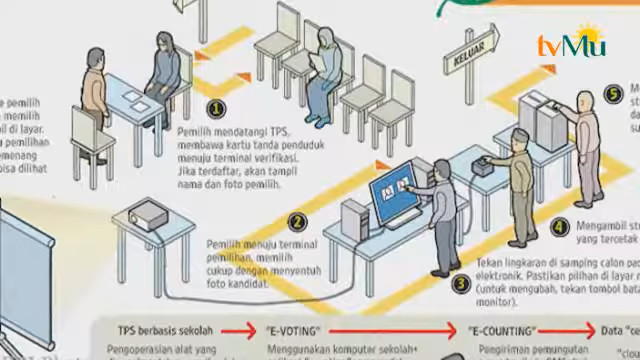 tvMu
KELUAR
1
Pemilih mendatangi TPS,
membawa kartu tanda penduduk
menuju terminal verifikasi.
Jika terdaftar, akan tampil
nama dan foto pemilih.
pemilih
memilih
di layar.
pemilihan
bisa dilihat
2
Pemilih menuju terminal
pemilihan, memilih
cukup dengan menyentuh
foto kandidat.
3
Tekan lingkaran di samping calon
elektronik. Pastikan pilihan di layar
(untuk mengubah, tekan tombol
monitor).
4
Mengambil
yang tercetak
5
TPS berbasis sekolah
"E-VOTING"
"E-COUNTING"
Data
Pengoperasian alat yang
Menggunakan komputer sekolah+
Pengiriman pemungutan